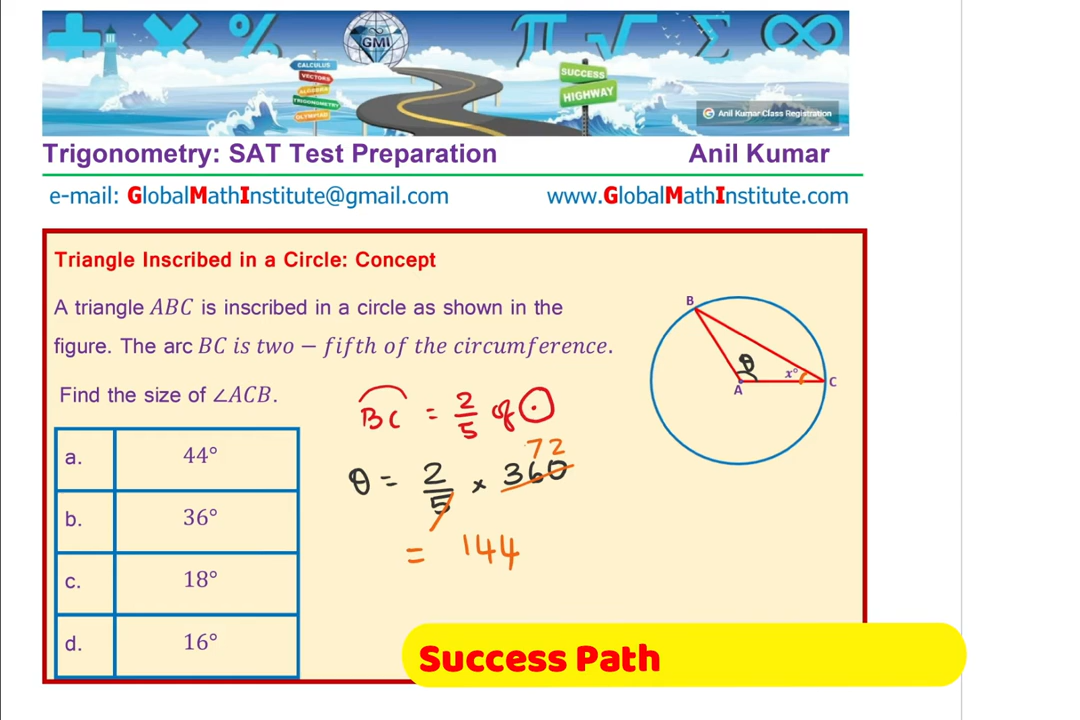 GMI
CALCULUS
VECTORS
ALGEBRA
TRIGONOMETRY
OLYMPIAD
SUCCESS
HIGHWAY
π √ Σ ∞
+ × %
G Anil Kumar Class Registration
Trigonometry: SAT Test Preparation Anil Kumar
e-mail: GlobalMathInstitute@gmail.com www.GlobalMathInstitute.com
Triangle Inscribed in a Circle: Concept
A triangle ABC is inscribed in a circle as shown in the
figure. The arc BC is two − fifth of the circumference.
Find the size of ∠ACB.
a. 44°
b. 36°
c. 18°
d. 16°
BC = 2/5 of ⊙
θ = 2/5 × 360
72
= 144
B
θ
x°
A
C
Success Path